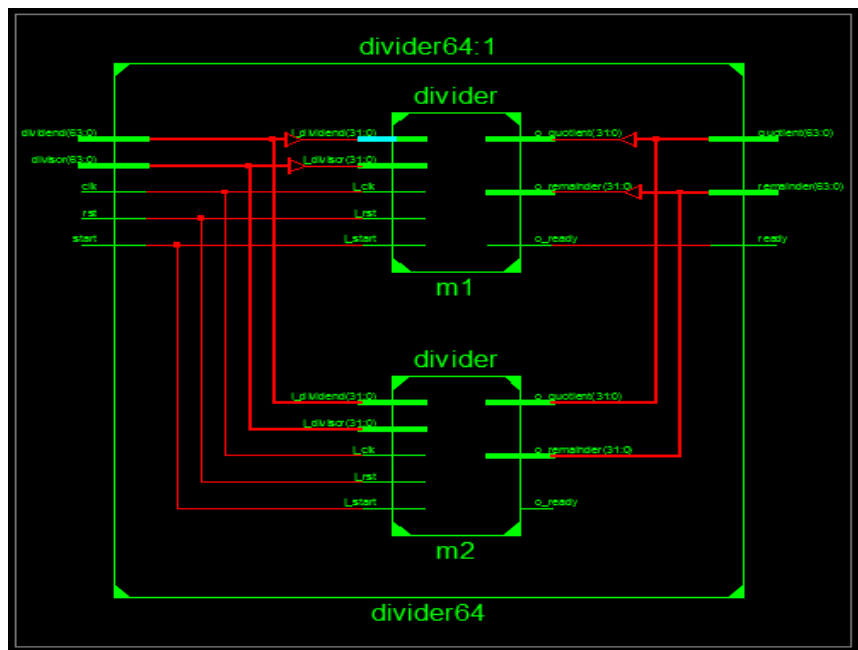 divider64:1
divider
dividend(63:0) i_dividend(31:0) o_quotient(31:0) quotient(63:0)
divisor(63:0) i_divisor(31:0)
clk i_clk o_remainder(31:0) remainder(63:0)
rst i_rst
start i_start o_ready ready
m1
divider
i_dividend(31:0) o_quotient(31:0)
i_divisor(31:0)
i_clk o_remainder(31:0)
i_rst
i_start o_ready
m2
divider64